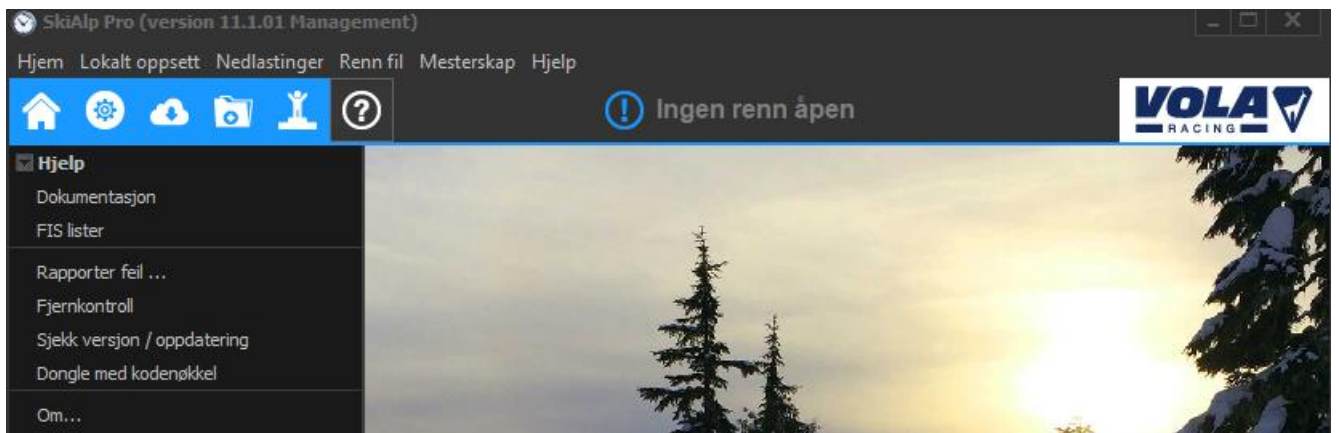 SkiAlp Pro (version 11.1.01 Management)
Hjem Lokalt oppsett Nedlastinger Renn fil Mesterskap Hjelp
Ingen renn åpen
VOLA
RACING
Hjelp
Dokumentasjon
FIS lister
Rapporter feil ...
Fjernkontroll
Sjekk versjon / oppdatering
Dongle med kodenøkkel
Om...